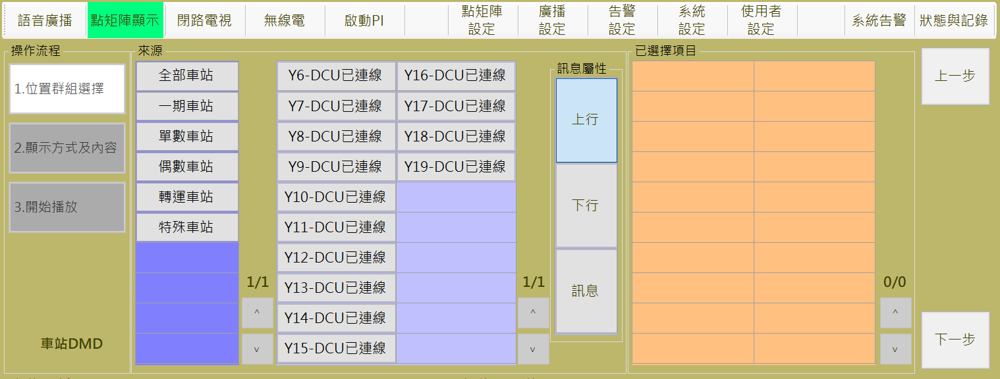 語音廣播
點矩陣顯示
閉路電視
無線電
啟動PI
點矩陣
設定
廣播
設定
告警
設定
系統
設定
使用者
設定
系統告警
狀態與記錄
操作流程
1.位置群組選擇
2.顯示方式及內容
3.開始播放
車站DMD
來源
全部車站
一期車站
單數車站
偶數車站
轉運車站
特殊車站
1/1
^
v
Y6-DCU已連線
Y7-DCU已連線
Y8-DCU已連線
Y9-DCU已連線
Y10-DCU已連線
Y11-DCU已連線
Y12-DCU已連線
Y13-DCU已連線
Y14-DCU已連線
Y15-DCU已連線
Y16-DCU已連線
Y17-DCU已連線
Y18-DCU已連線
Y19-DCU已連線
1/1
^
v
訊息屬性
上行
下行
訊息
已選擇項目
0/0
^
v
上一步
下一步